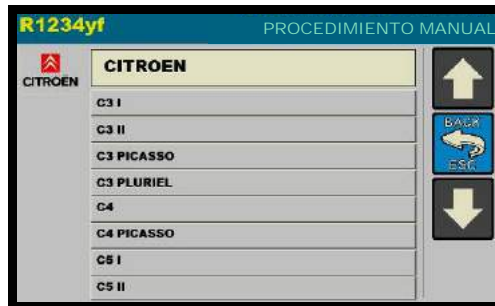 R1234yf PROCEDIMIENTO MANUAL
CITROËN
CITROEN
C3 I
C3 II
C3 PICASSO
C3 PLURIEL
C4
C4 PICASSO
C5 I
C5 II
BACK
ESC